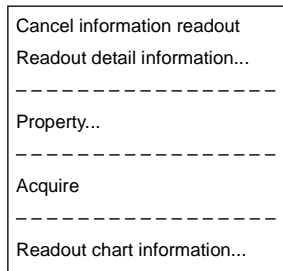 Cancel information readout
Readout detail information...
Property...
Acquire
Readout chart information...